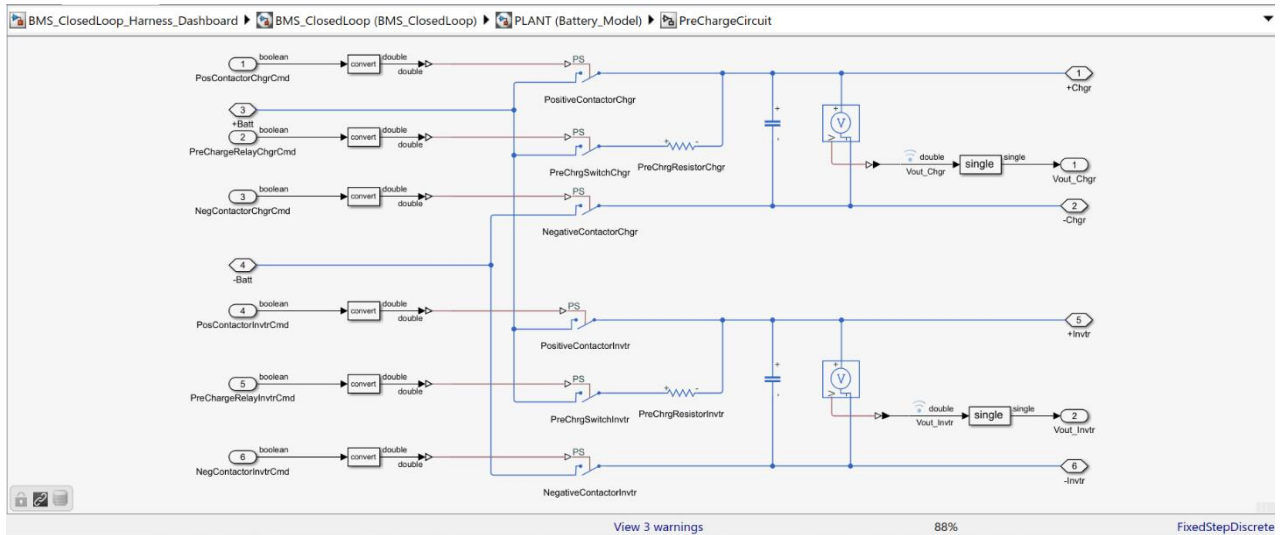 BMS_ClosedLoop_Harness_Dashboard BMS_ClosedLoop (BMS_ClosedLoop) PLANT (Battery_Model) PreChargeCircuit
1 boolean convert double double PS
PosContactorChgrCmd
PositiveContactorChgr
1
+Chgr
3
+Batt
2 boolean convert double double PS
PreChargeRelayChgrCmd
PreChrgSwitchChgr
+ -
PreChrgResistorChgr
+
-
+
V
double
Vout_Chgr
single
single
1
Vout_Chgr
3 boolean convert double double PS
NegContactorChgrCmd
NegativeContactorChgr
2
-Chgr
4
-Batt
4 boolean convert double double PS
PosContactorInvtrCmd
PositiveContactorInvtr
5
+Invtr
5 boolean convert double double PS
PreChargeRelayInvtrCmd
PreChrgSwitchInvtr
+ -
PreChrgResistorInvtr
+
-
+
V
double
Vout_Invtr
single
single
2
Vout_Invtr
6 boolean convert double double PS
NegContactorInvtrCmd
NegativeContactorInvtr
6
-Invtr
View 3 warnings 88% FixedStepDiscrete